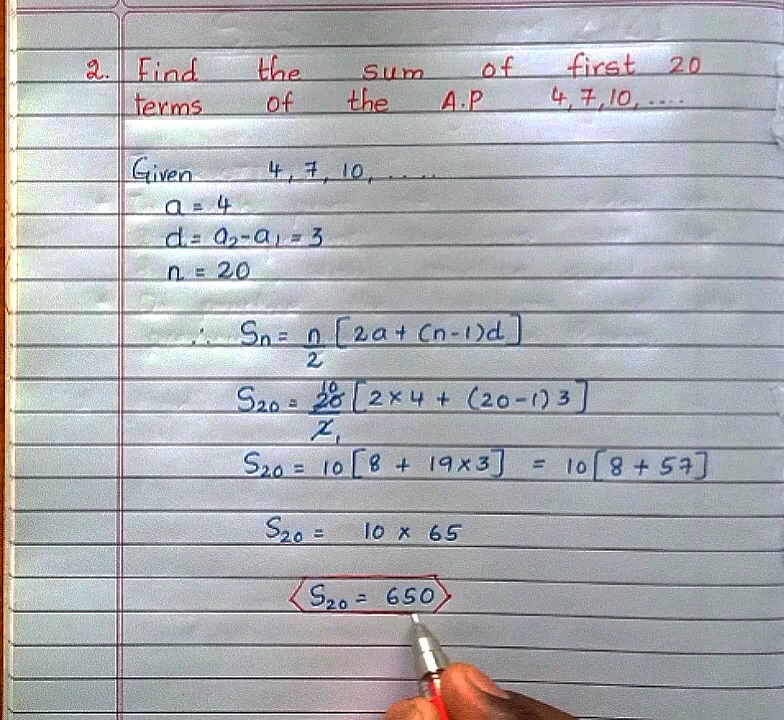 2. Find the sum of first 20
terms of the A.P 4, 7, 10, ....
Given 4, 7, 10, .....
a = 4
d = a₂-a₁ = 3
n = 20
∴ Sn = n/2 [2a + (n-1)d]
S₂₀ = 20/2 [2×4 + (20-1)3] 10 1
S₂₀ = 10[8 + 19×3] = 10[8 + 57]
S₂₀ = 10 × 65
S₂₀ = 650